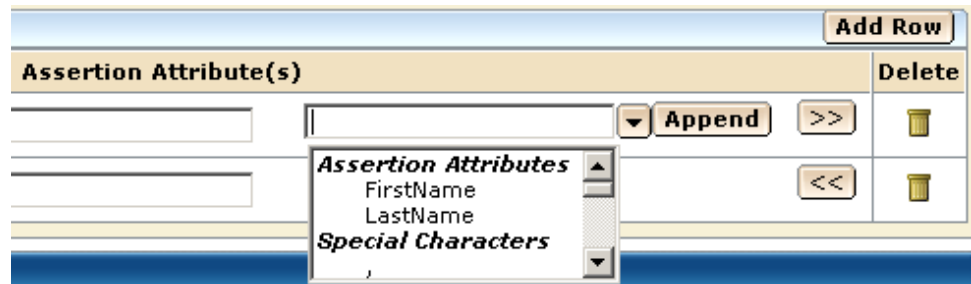 Add Row
Assertion Attribute(s) Delete
Append >>
Assertion Attributes
FirstName
LastName
<<
Special Characters
,